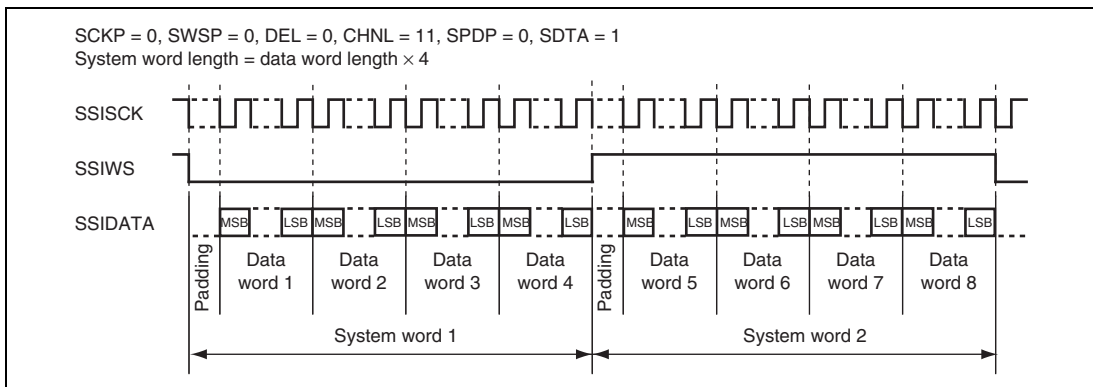 SCKP = 0, SWSP = 0, DEL = 0, CHNL = 11, SPDP = 0, SDTA = 1
System word length = data word length × 4
SSISCK
SSIWS
SSIDATA
MSB LSB MSB LSB MSB LSB MSB LSB MSB LSB MSB LSB MSB LSB MSB LSB
Padding
Data word 1
Data word 2
Data word 3
Data word 4
Padding
Data word 5
Data word 6
Data word 7
Data word 8
System word 1
System word 2